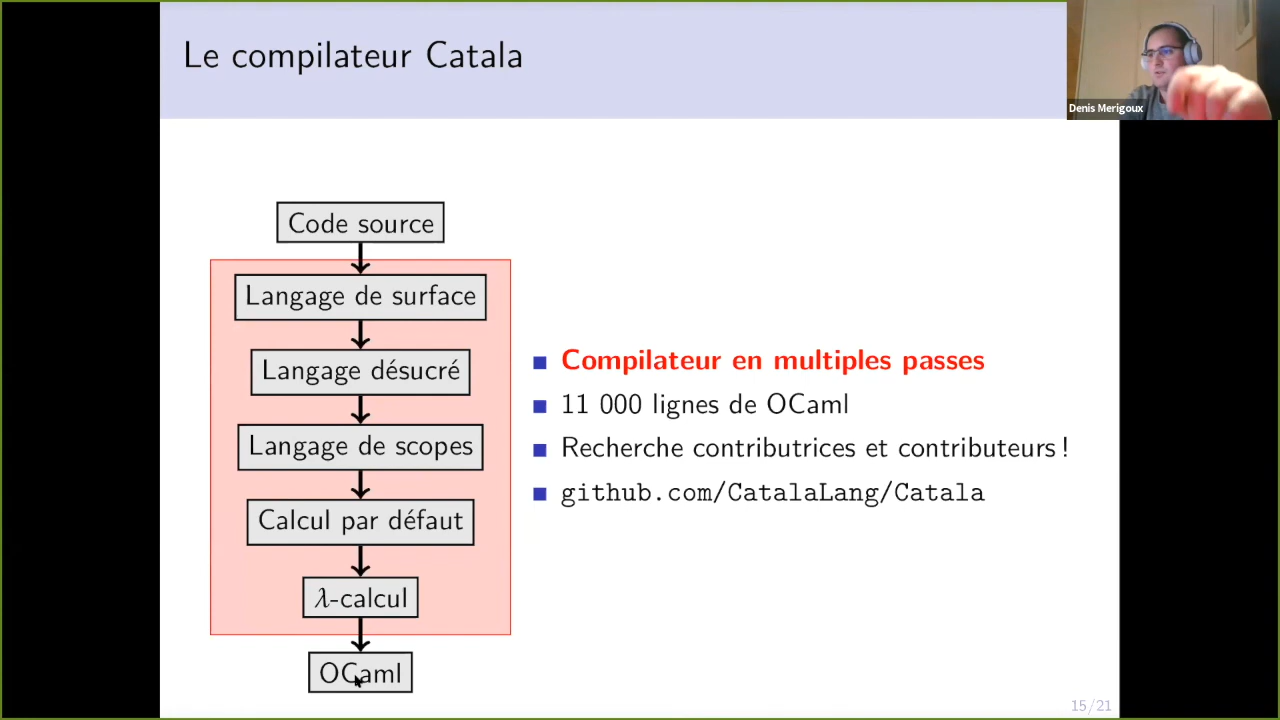 Le compilateur Catala
Denis Merigoux
Code source
Langage de surface
Langage désucré
Langage de scopes
Calcul par défaut
λ-calcul
OCaml
Compilateur en multiples passes
11 000 lignes de OCaml
Recherche contributrices et contributeurs !
github.com/CatalaLang/Catala
15/21